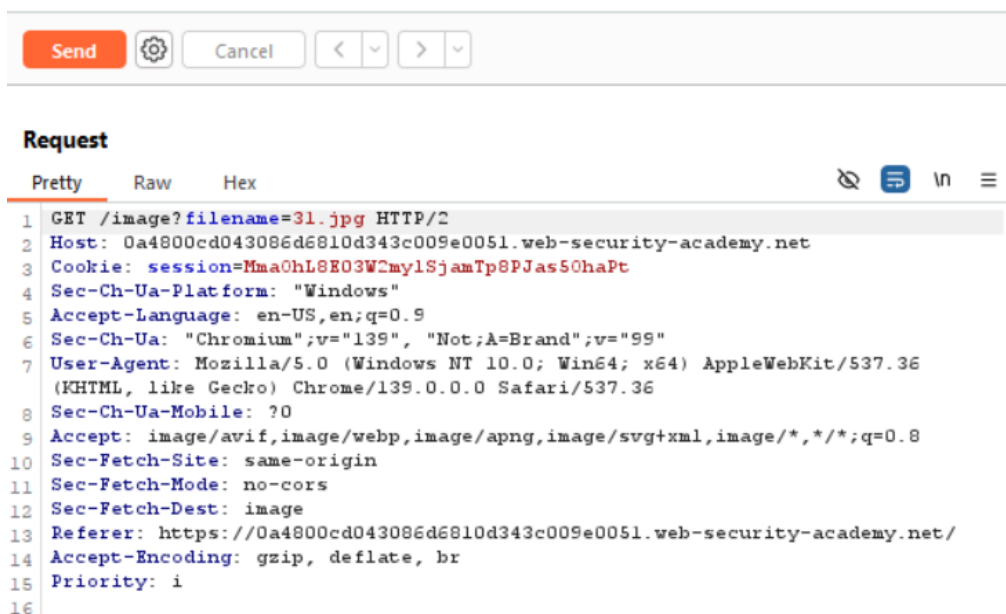 Send Cancel < >
Request
Pretty Raw Hex \n
1 GET /image?filename=31.jpg HTTP/2
2 Host: 0a4800cd043086d6810d343c009e0051.web-security-academy.net
3 Cookie: session=Mma0hL8E03W2mylSjamTp8PJas50haPt
4 Sec-Ch-Ua-Platform: "Windows"
5 Accept-Language: en-US,en;q=0.9
6 Sec-Ch-Ua: "Chromium";v="139", "Not;A=Brand";v="99"
7 User-Agent: Mozilla/5.0 (Windows NT 10.0; Win64; x64) AppleWebKit/537.36
(KHTML, like Gecko) Chrome/139.0.0.0 Safari/537.36
8 Sec-Ch-Ua-Mobile: ?0
9 Accept: image/avif,image/webp,image/apng,image/svg+xml,image/*,*/*;q=0.8
10 Sec-Fetch-Site: same-origin
11 Sec-Fetch-Mode: no-cors
12 Sec-Fetch-Dest: image
13 Referer: https://0a4800cd043086d6810d343c009e0051.web-security-academy.net/
14 Accept-Encoding: gzip, deflate, br
15 Priority: i
16